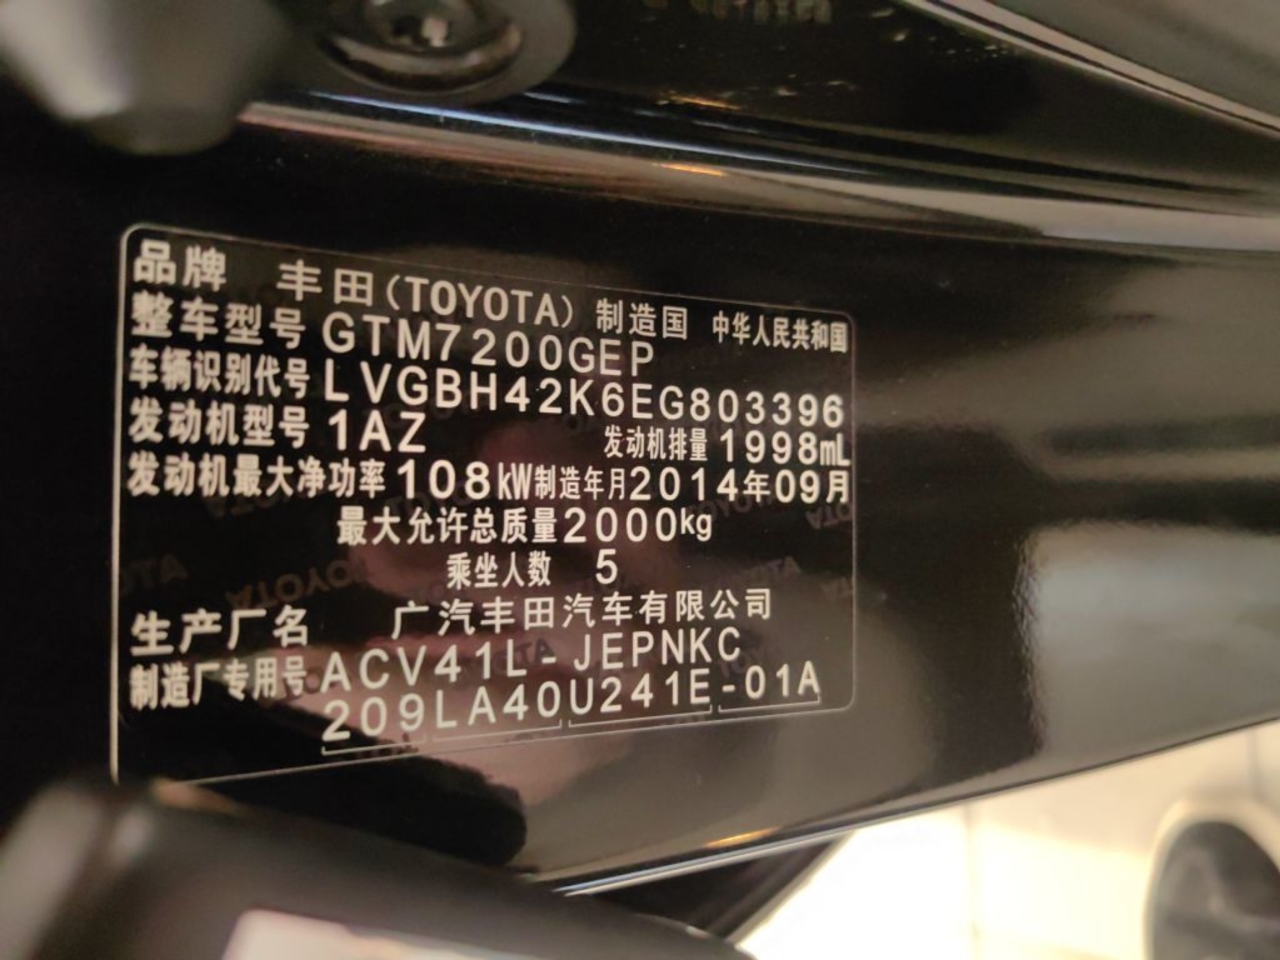 品牌 丰田(TOYOTA) 制造国 中华人民共和国
整车型号 GTM7200GEP
车辆识别代号 LVGBH42K6EG803396
发动机型号 1AZ 发动机排量 1998mL
发动机最大净功率 108kW 制造年月 2014年09月
最大允许总质量 2000kg
乘坐人数 5
生产厂名 广汽丰田汽车有限公司
制造厂专用号 ACV41L-JEPNKC
209LA40U241E-01A